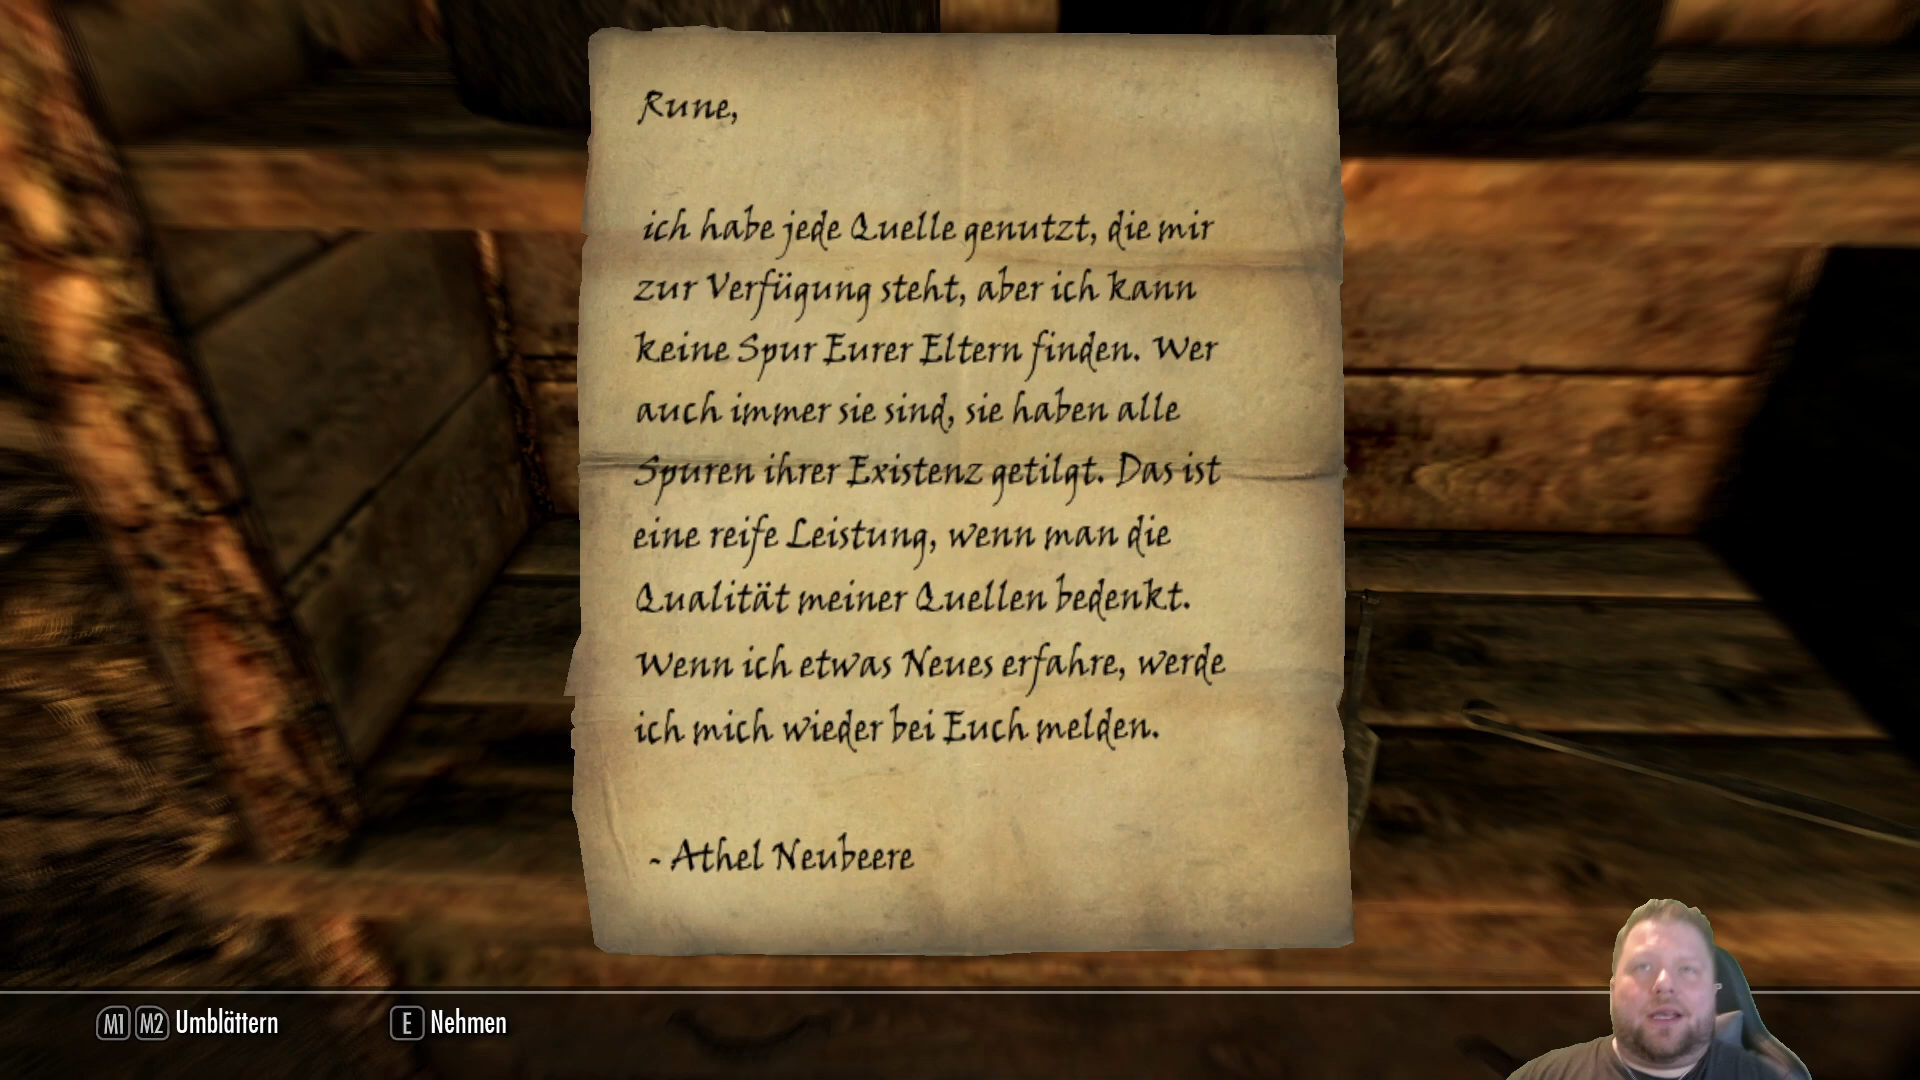 Rune,
ich habe jede Quelle genutzt, die mir
zur Verfügung steht, aber ich kann
keine Spur Eurer Eltern finden. Wer
auch immer sie sind, sie haben alle
Spuren ihrer Existenz getilgt. Das ist
eine reife Leistung, wenn man die
Qualität meiner Quellen bedenkt.
Wenn ich etwas Neues erfahre, werde
ich mich wieder bei Euch melden.
- Athel Neubeere
M1 M2 Umblättern
E Nehmen